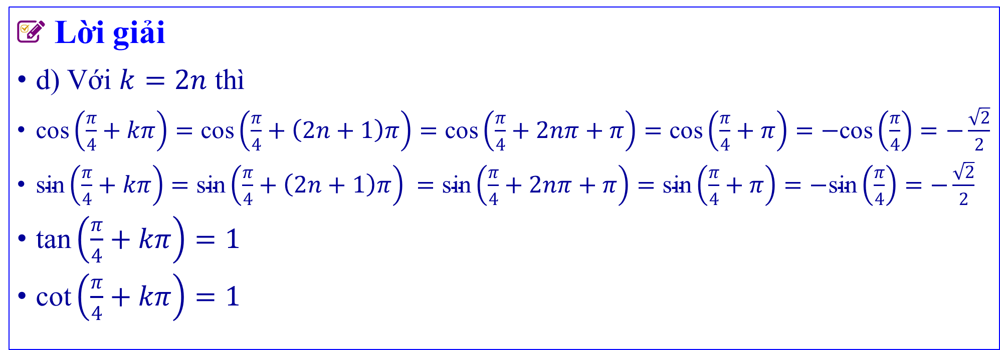 Lời giải
• d) Với k = 2n thì
• cos(π/4 + kπ) = cos(π/4 + (2n + 1)π) = cos(π/4 + 2nπ + π) = cos(π/4 + π) = −cos(π/4) = −√2/2
• sin(π/4 + kπ) = sin(π/4 + (2n + 1)π) = sin(π/4 + 2nπ + π) = sin(π/4 + π) = −sin(π/4) = −√2/2
• tan(π/4 + kπ) = 1
• cot(π/4 + kπ) = 1